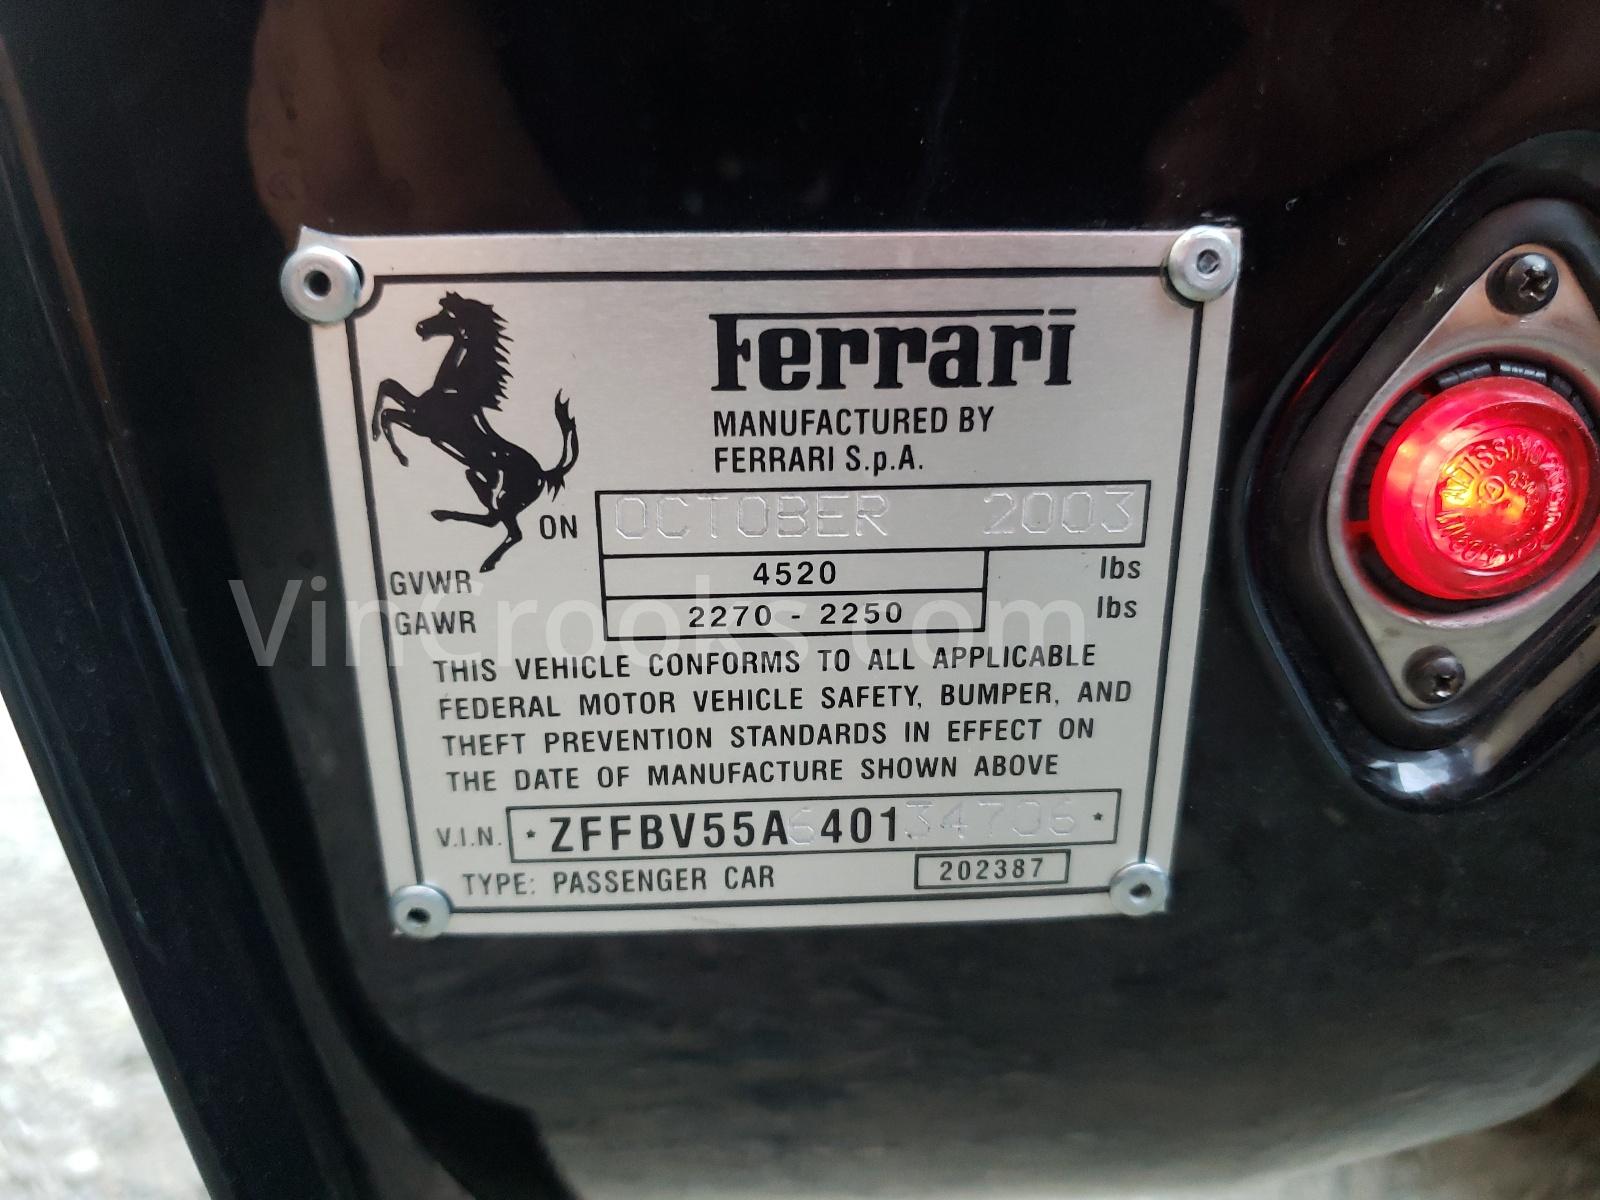 Ferrari
MANUFACTURED BY
FERRARI S.p.A.
ON OCTOBER 2003
GVWR 4520 lbs
GAWR 2270 - 2250 lbs
VinCrooks.com
THIS VEHICLE CONFORMS TO ALL APPLICABLE
FEDERAL MOTOR VEHICLE SAFETY, BUMPER, AND
THEFT PREVENTION STANDARDS IN EFFECT ON
THE DATE OF MANUFACTURE SHOWN ABOVE
V.I.N. * ZFFBV55A640134706 *
TYPE: PASSENGER CAR 202387